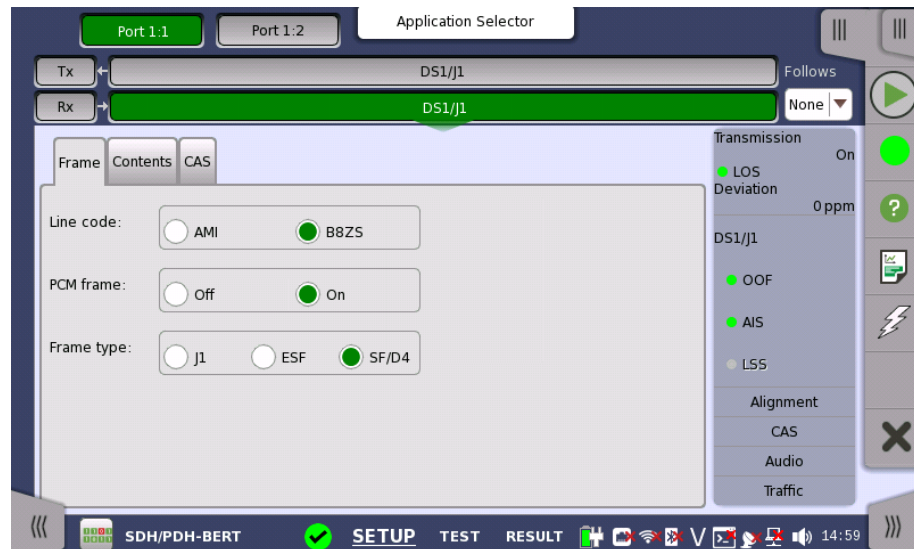 Application Selector
Port 1:1 Port 1:2
Tx DS1/J1 Follows
Rx DS1/J1 None
Frame Contents CAS
Transmission
On
LOS
Deviation
0 ppm
Line code: AMI B8ZS
DS1/J1
PCM frame: Off On
OOF
AIS
Frame type: J1 ESF SF/D4
LSS
Alignment
CAS
Audio
Traffic
SDH/PDH-BERT SETUP TEST RESULT V 14:59